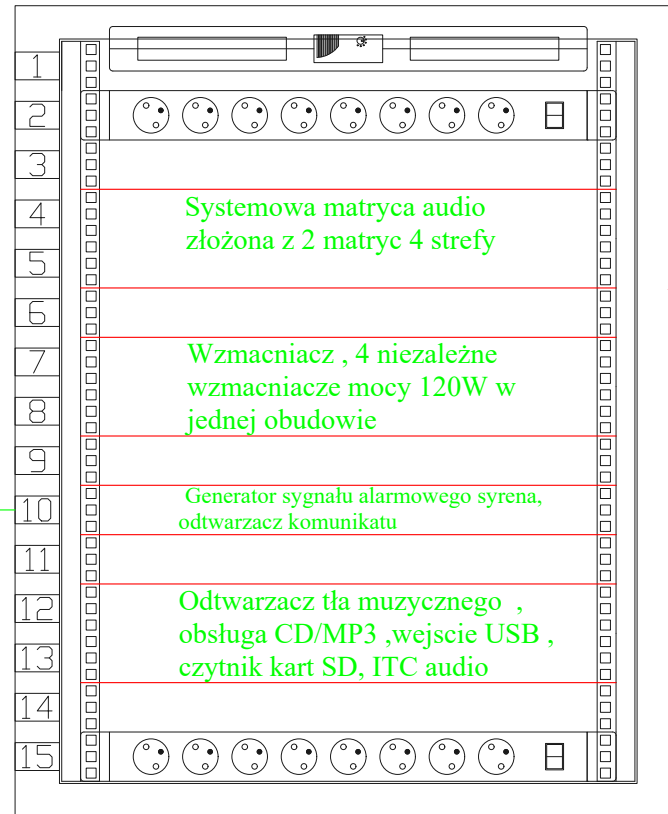 1
2
3
4
Systemowa matryca audio
złożona z 2 matryc 4 strefy
5
6
7
Wzmacniacz , 4 niezależne
wzmacniacze mocy 120W w
8
jednej obudowie
9
10
Generator sygnału alarmowego syrena,
odtwarzacz komunikatu
11
12
Odtwarzacz tła muzycznego ,
obsługa CD/MP3 ,wejscie USB ,
13
czytnik kart SD, ITC audio
14
15